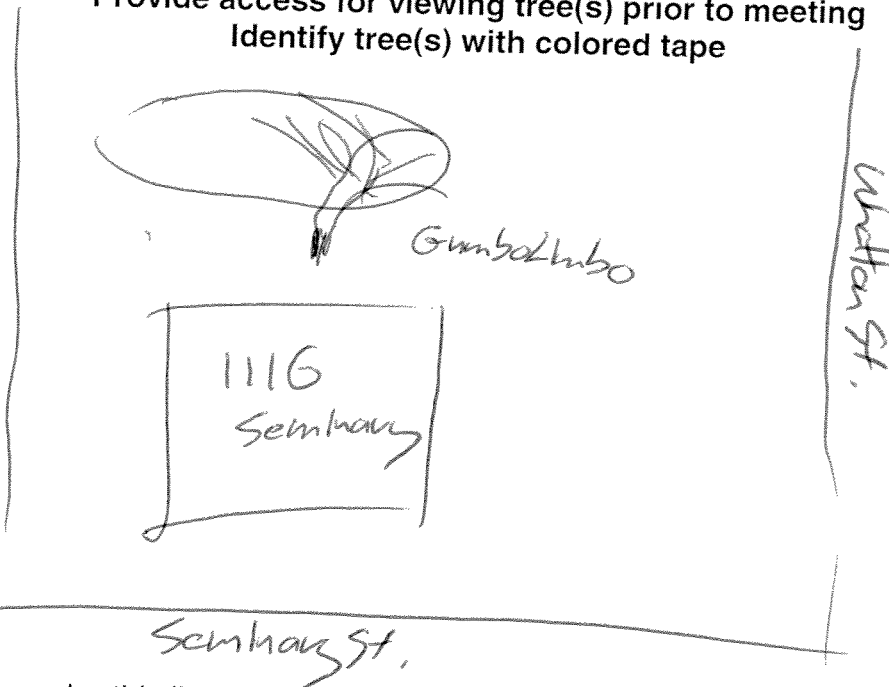 Provide access for viewing tree(s) prior to meeting
Identify tree(s) with colored tape
Whalton St.
GumboLimbo
1116
Seminary
Seminary St.